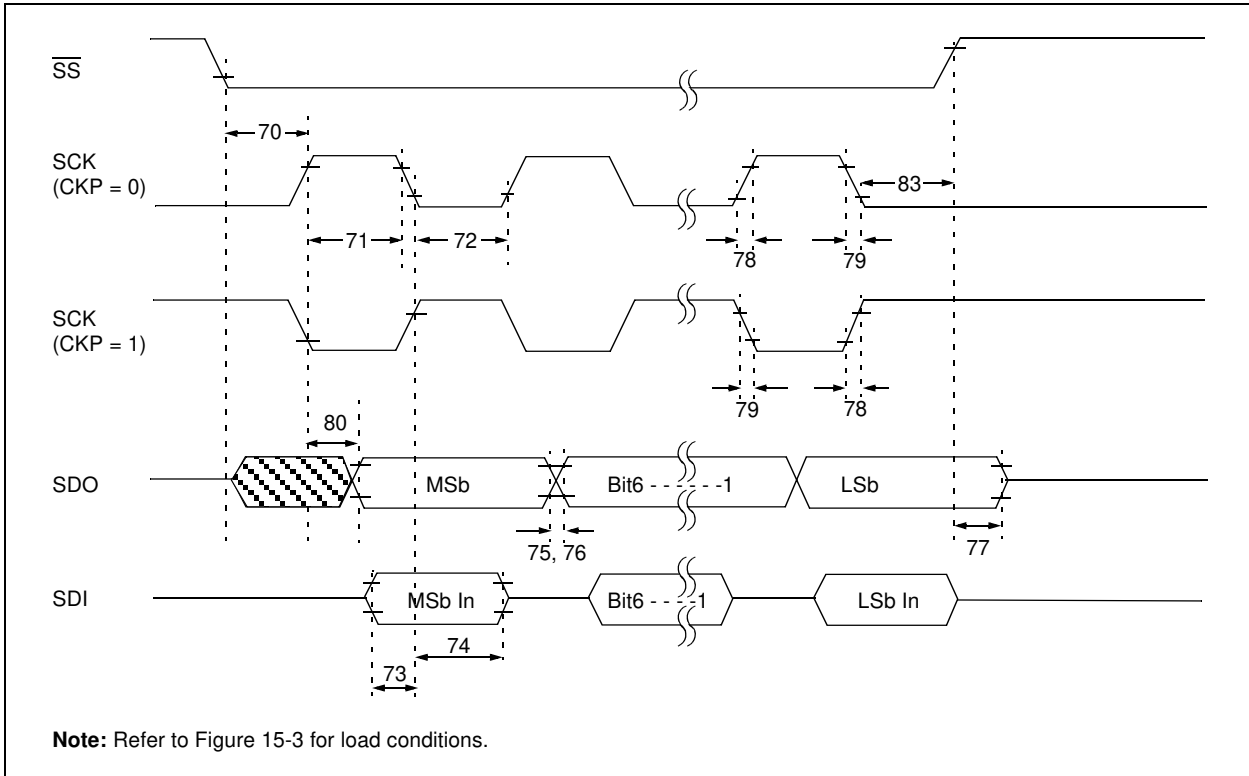 SS
70
SCK
(CKP = 0)
83
71
72
78
79
SCK
(CKP = 1)
79
78
80
SDO
MSb
Bit6 - - - - - -1
LSb
75, 76
77
SDI
MSb In
Bit6 - - - -1
LSb In
74
73
Note: Refer to Figure 15-3 for load conditions.